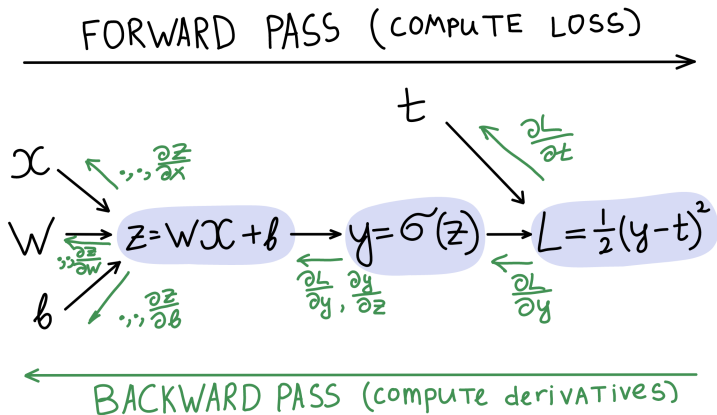 FORWARD PASS (COMPUTE LOSS)
t
∂L/∂t
x
.,.,∂z/∂x
W
z=Wx+b
y=σ(z)
L=½(y-t)²
.,.,∂z/∂w
∂L/∂y, ∂y/∂z
∂L/∂y
b
.,.,∂z/∂b
BACKWARD PASS (COMPUTE derivATiveS)